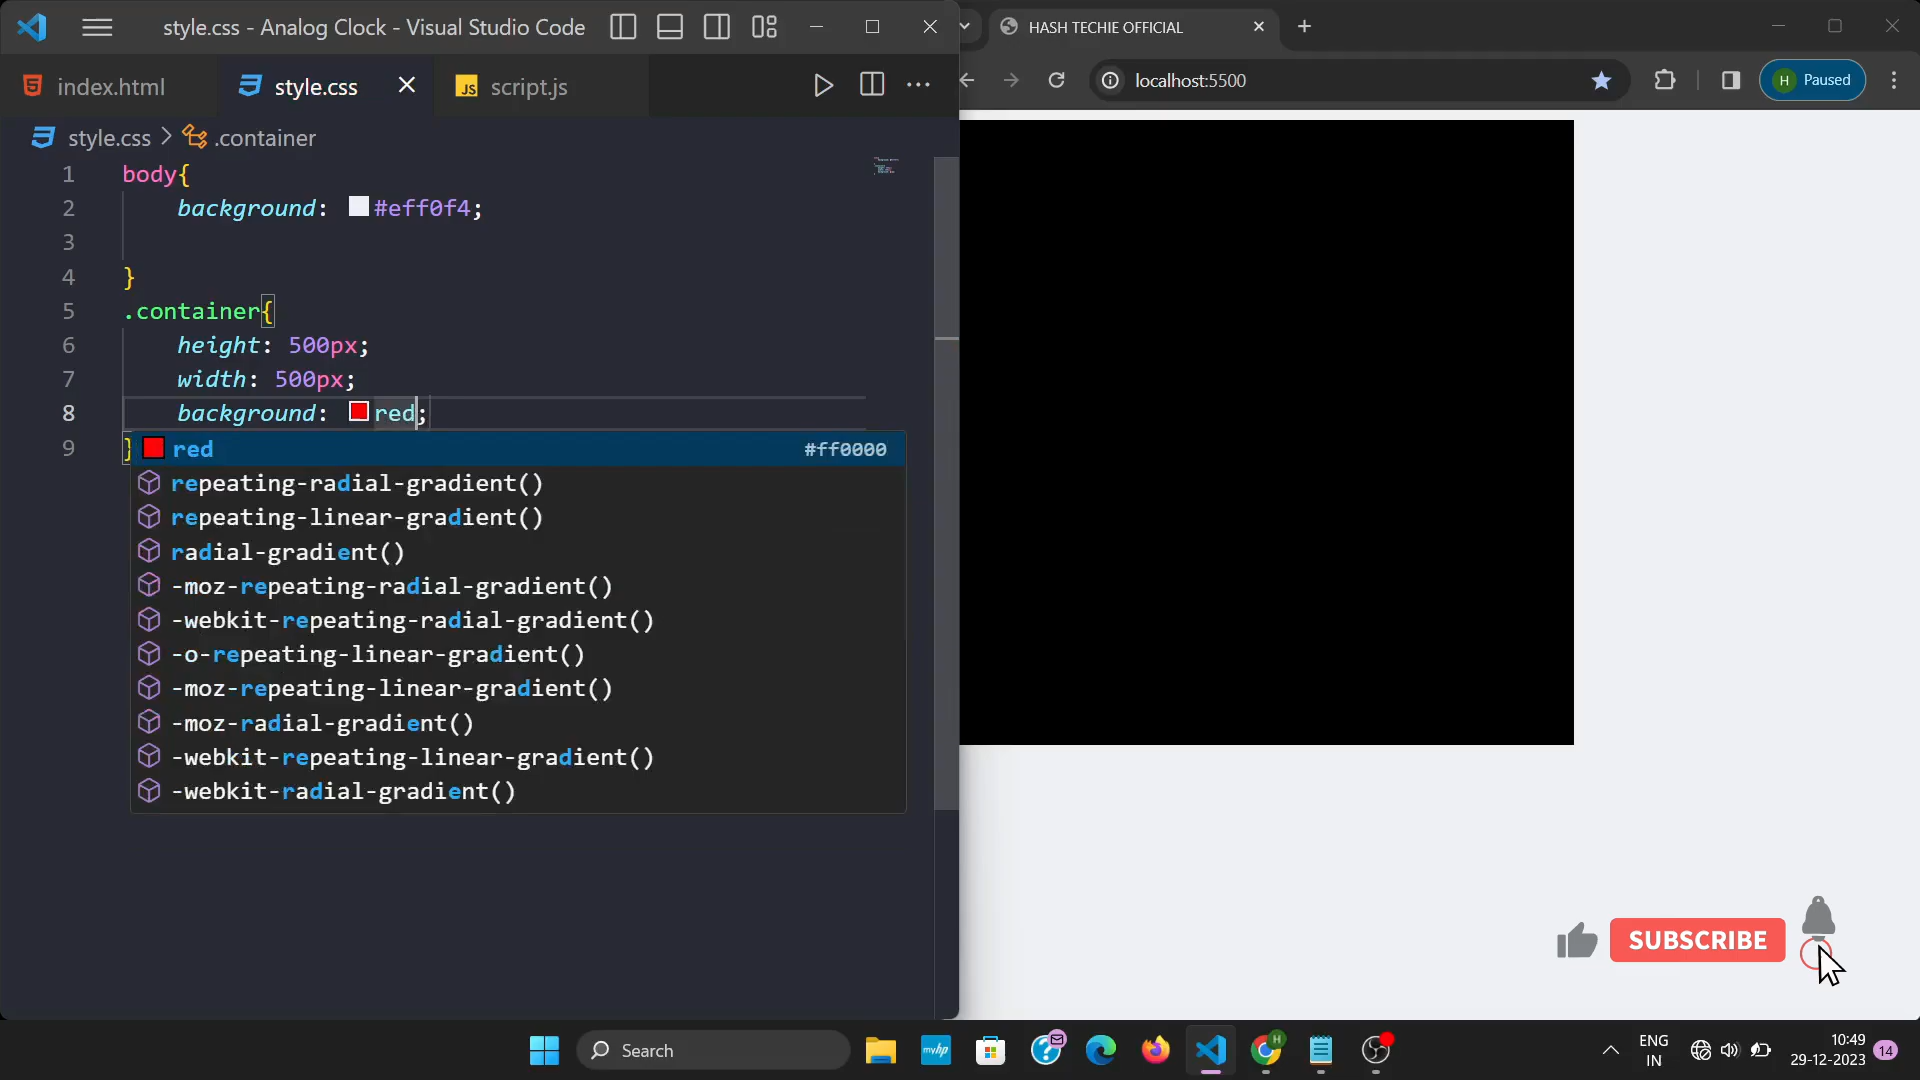 style.css - Analog Clock - Visual Studio Code
HASH TECHIE OFFICIAL
index.html
style.css
JS script.js
localhost:5500
H Paused
style.css > .container
1 body{
2 background: #eff0f4;
3
4 }
5 .container{
6 height: 500px;
7 width: 500px;
8 background: red;
9 }
red #ff0000
repeating-radial-gradient()
repeating-linear-gradient()
radial-gradient()
-moz-repeating-radial-gradient()
-webkit-repeating-radial-gradient()
-o-repeating-linear-gradient()
-moz-repeating-linear-gradient()
-moz-radial-gradient()
-webkit-repeating-linear-gradient()
-webkit-radial-gradient()
SUBSCRIBE
Search
myhp
H
ENG
IN
10:49
29-12-2023
14